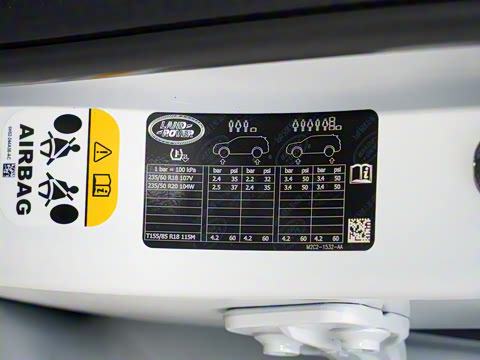 LAND
ROVER
1 bar = 100 kPa bar psi bar psi bar psi bar psi
235/60 R18 107V 2.4 35 2.2 32 3.4 50 3.4 50
235/50 R20 104W 2.5 37 2.4 35 3.4 50 3.4 50
T155/85 R18 115M 4.2 60 4.2 60 4.2 60 4.2 60
M2C2-1532-AA
AIRBAG